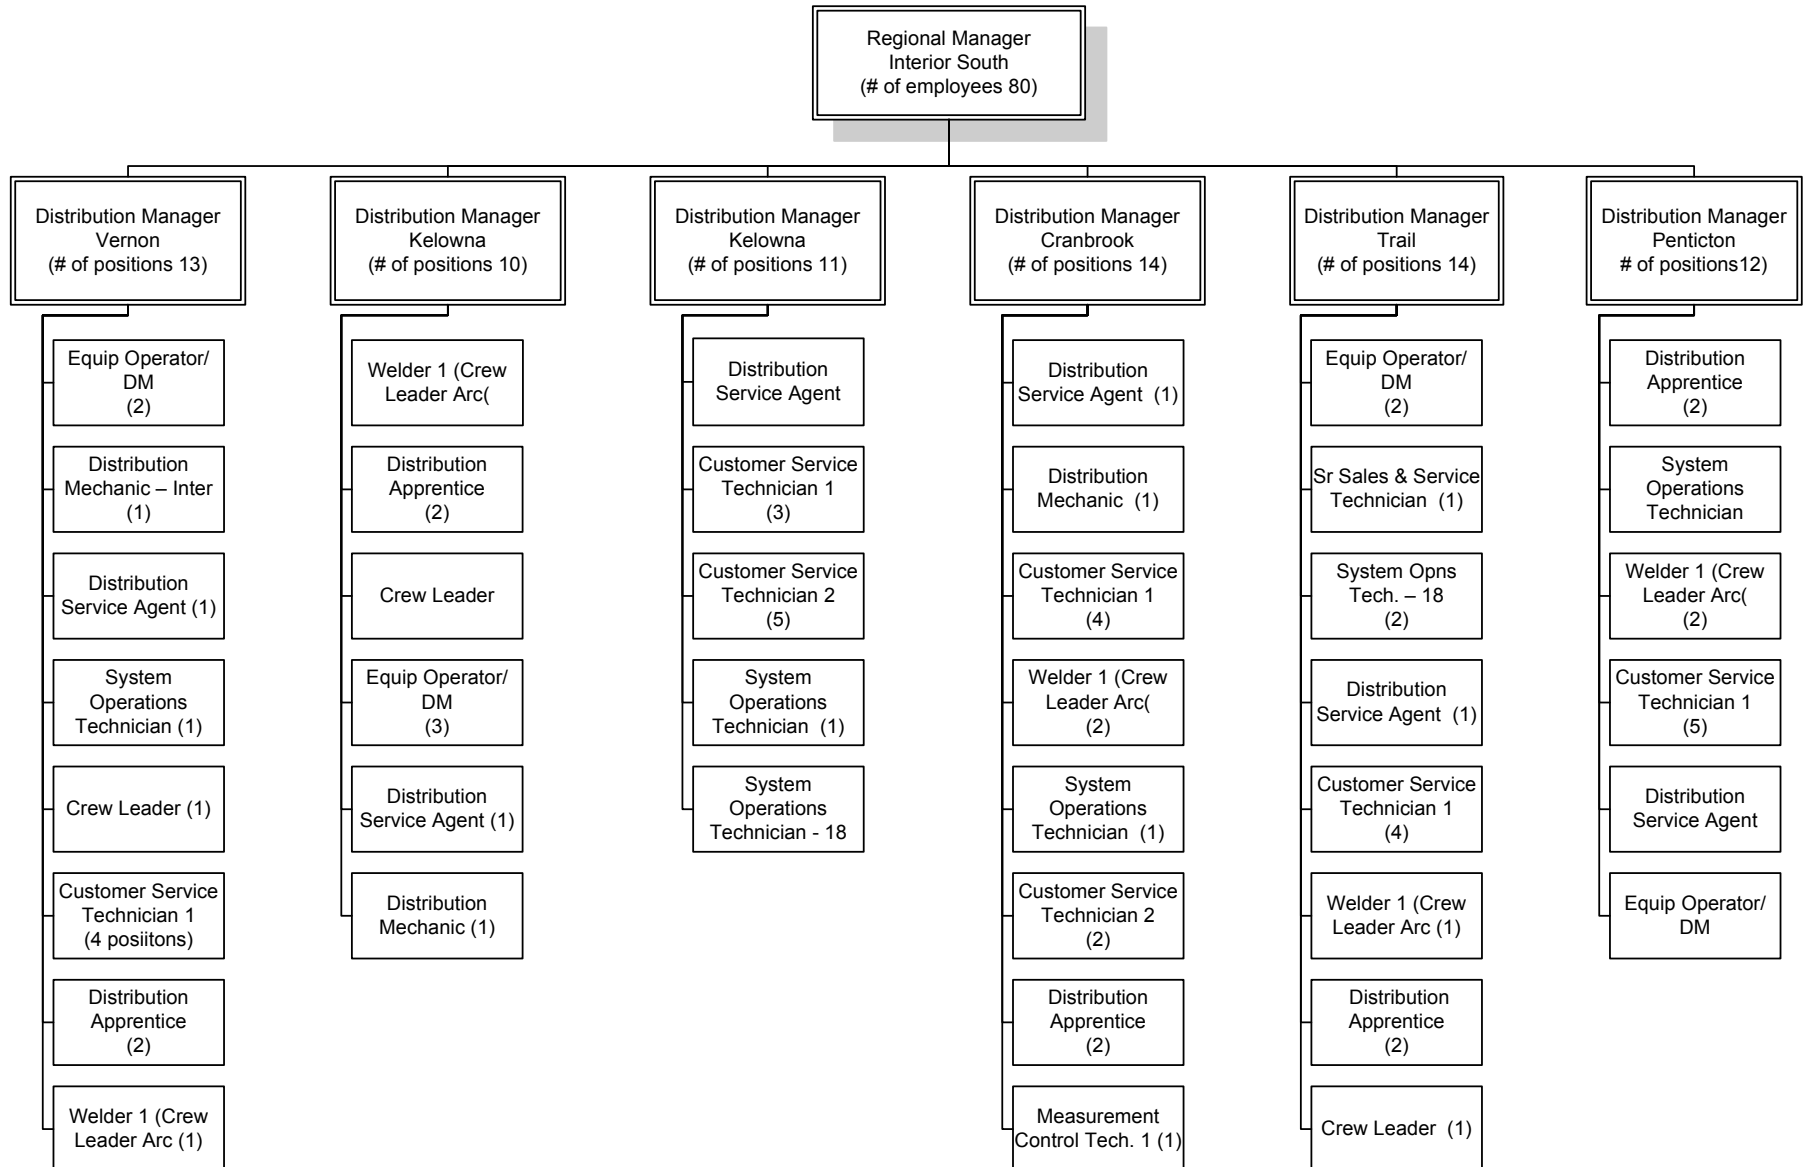 Regional Manager
Interior South
(# of employees 80)
Distribution Manager
Vernon
(# of positions 13)
Distribution Manager
Kelowna
(# of positions 10)
Distribution Manager
Kelowna
(# of positions 11)
Distribution Manager
Cranbrook
(# of positions 14)
Distribution Manager
Trail
(# of positions 14)
Distribution Manager
Penticton
# of positions12)
Equip Operator/
DM
(2)
Distribution
Mechanic – Inter
(1)
Distribution
Service Agent (1)
System
Operations
Technician (1)
Crew Leader (1)
Customer Service
Technician 1
(4 posiitons)
Distribution
Apprentice
(2)
Welder 1 (Crew
Leader Arc (1)
Welder 1 (Crew
Leader Arc(
Distribution
Apprentice
(2)
Crew Leader
Equip Operator/
DM
(3)
Distribution
Service Agent (1)
Distribution
Mechanic (1)
Distribution
Service Agent
Customer Service
Technician 1
(3)
Customer Service
Technician 2
(5)
System
Operations
Technician  (1)
System
Operations
Technician - 18
Distribution
Service Agent  (1)
Distribution
Mechanic  (1)
Customer Service
Technician 1
(4)
Welder 1 (Crew
Leader Arc(
(2)
System
Operations
Technician  (1)
Customer Service
Technician 2
(2)
Distribution
Apprentice
(2)
Measurement
Control Tech. 1 (1)
Equip Operator/
DM
(2)
Sr Sales & Service
Technician  (1)
System Opns
Tech. – 18
(2)
Distribution
Service Agent  (1)
Customer Service
Technician 1
(4)
Welder 1 (Crew
Leader Arc (1)
Distribution
Apprentice
(2)
Crew Leader  (1)
Distribution
Apprentice
(2)
System
Operations
Technician
Welder 1 (Crew
Leader Arc(
(2)
Customer Service
Technician 1
(5)
Distribution
Service Agent
Equip Operator/
DM